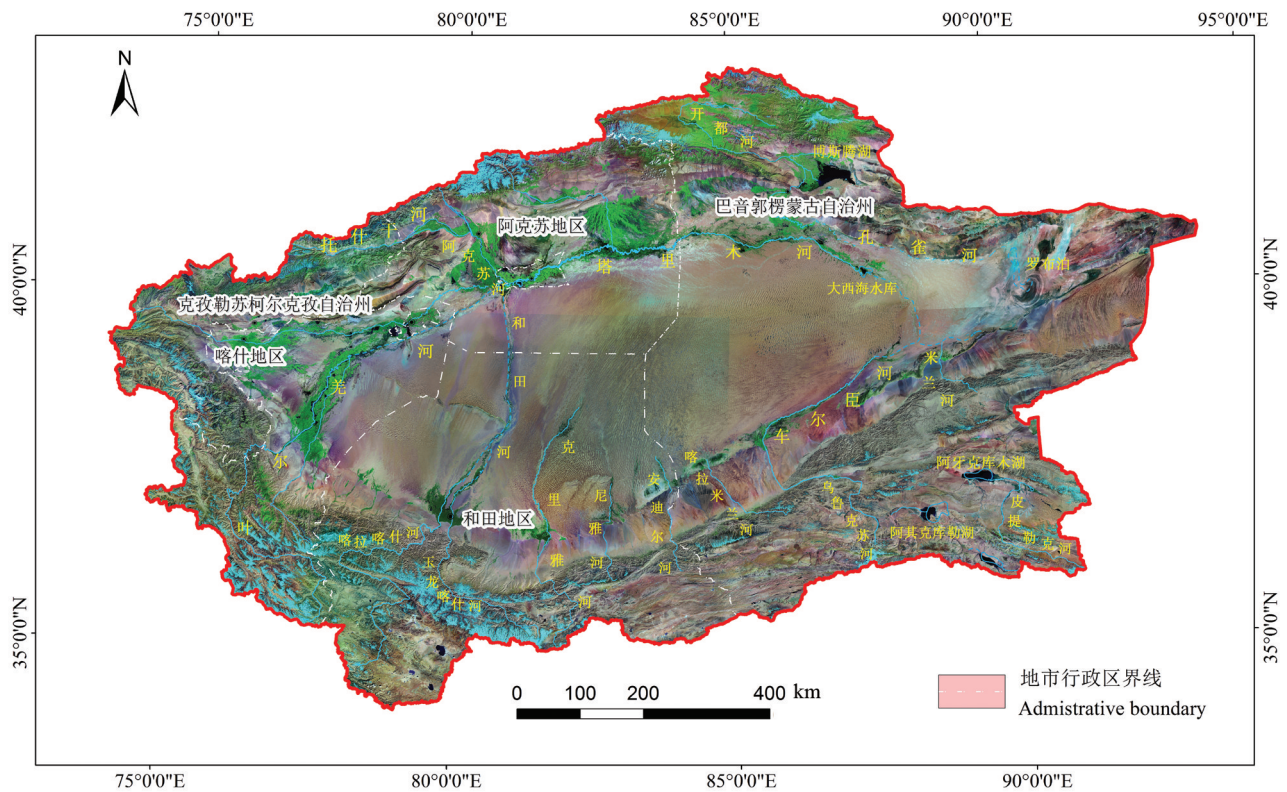 75°0'0"E
80°0'0"E
85°0'0"E
90°0'0"E
95°0'0"E
N
开都河
博斯腾湖
巴音郭楞蒙古自治州
阿克苏地区
托什干河
阿克苏河
塔里木河
孔雀河
罗布泊
40°0'0"N
40°0'0"N
大西海水库
克孜勒苏柯尔克孜自治州
喀什地区
和田河
米兰河
车尔臣河
叶尔羌河
克里雅河
尼雅河
安迪尔河
喀拉米兰河
乌鲁克苏河
阿牙克库木湖
阿其克库勒湖
皮提勒克河
和田地区
喀拉喀什河
玉龙喀什河
35°0'0"N
35°0'0"N
0 100 200 400 km
地市行政区界线
Admistrative boundary
75°0'0"E
80°0'0"E
85°0'0"E
90°0'0"E